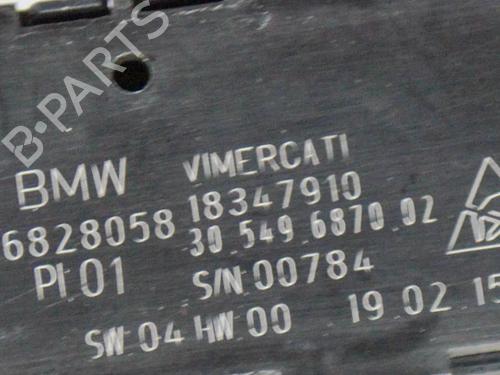 B-PARTS
BMW VIMERCATI
6828058 18347910
30.549.6870.02
PI.01 S/N.00784
SW.04 HW.00 19.02.15